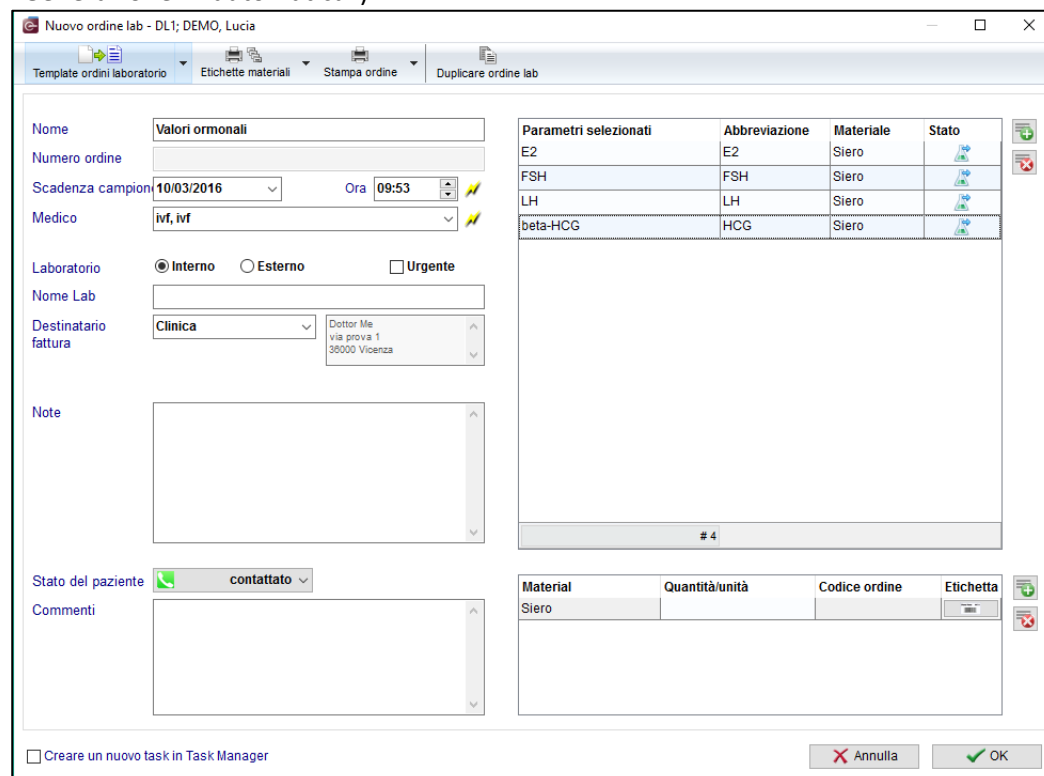 Nuovo ordine lab - DL1; DEMO, Lucia
Template ordini laboratorio
Etichette materiali
Stampa ordine
Duplicare ordine lab
Nome
Valori ormonali
Numero ordine
Scadenza campion
10/03/2016
Ora
09:53
Medico
ivf, ivf
Laboratorio
Interno
Esterno
Urgente
Nome Lab
Destinatario
fattura
Clinica
Dottor Me
via prova 1
36000 Vicenza
Note
Stato del paziente
contattato
Commenti
Parametri selezionati Abbreviazione Materiale Stato
E2 E2 Siero
FSH FSH Siero
LH LH Siero
beta-HCG HCG Siero
# 4
Material Quantità/unità Codice ordine Etichetta
Siero
Creare un nuovo task in Task Manager
Annulla
OK